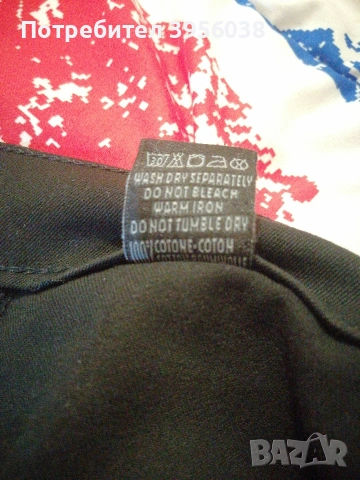 Потребител 3956038
WASH DRY SEPARATELY
DO NOT BLEACH
WARM IRON
DO NOT TUMBLE DRY
100% COTONE-COTON
BAZAR